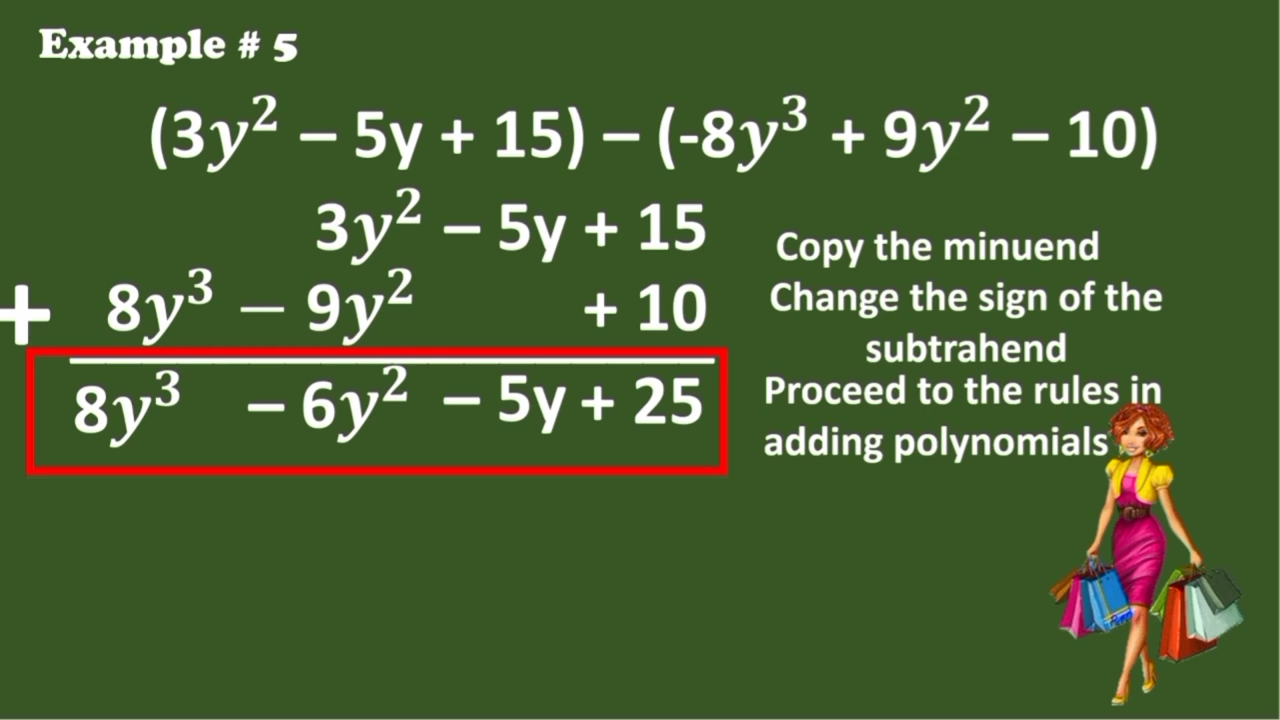 Example # 5
(3y² – 5y + 15) – (-8y³ + 9y² – 10)
3y² – 5y + 15
+ 8y³ – 9y² + 10
8y³ – 6y² – 5y + 25
Copy the minuend
Change the sign of the
subtrahend
Proceed to the rules in
adding polynomials